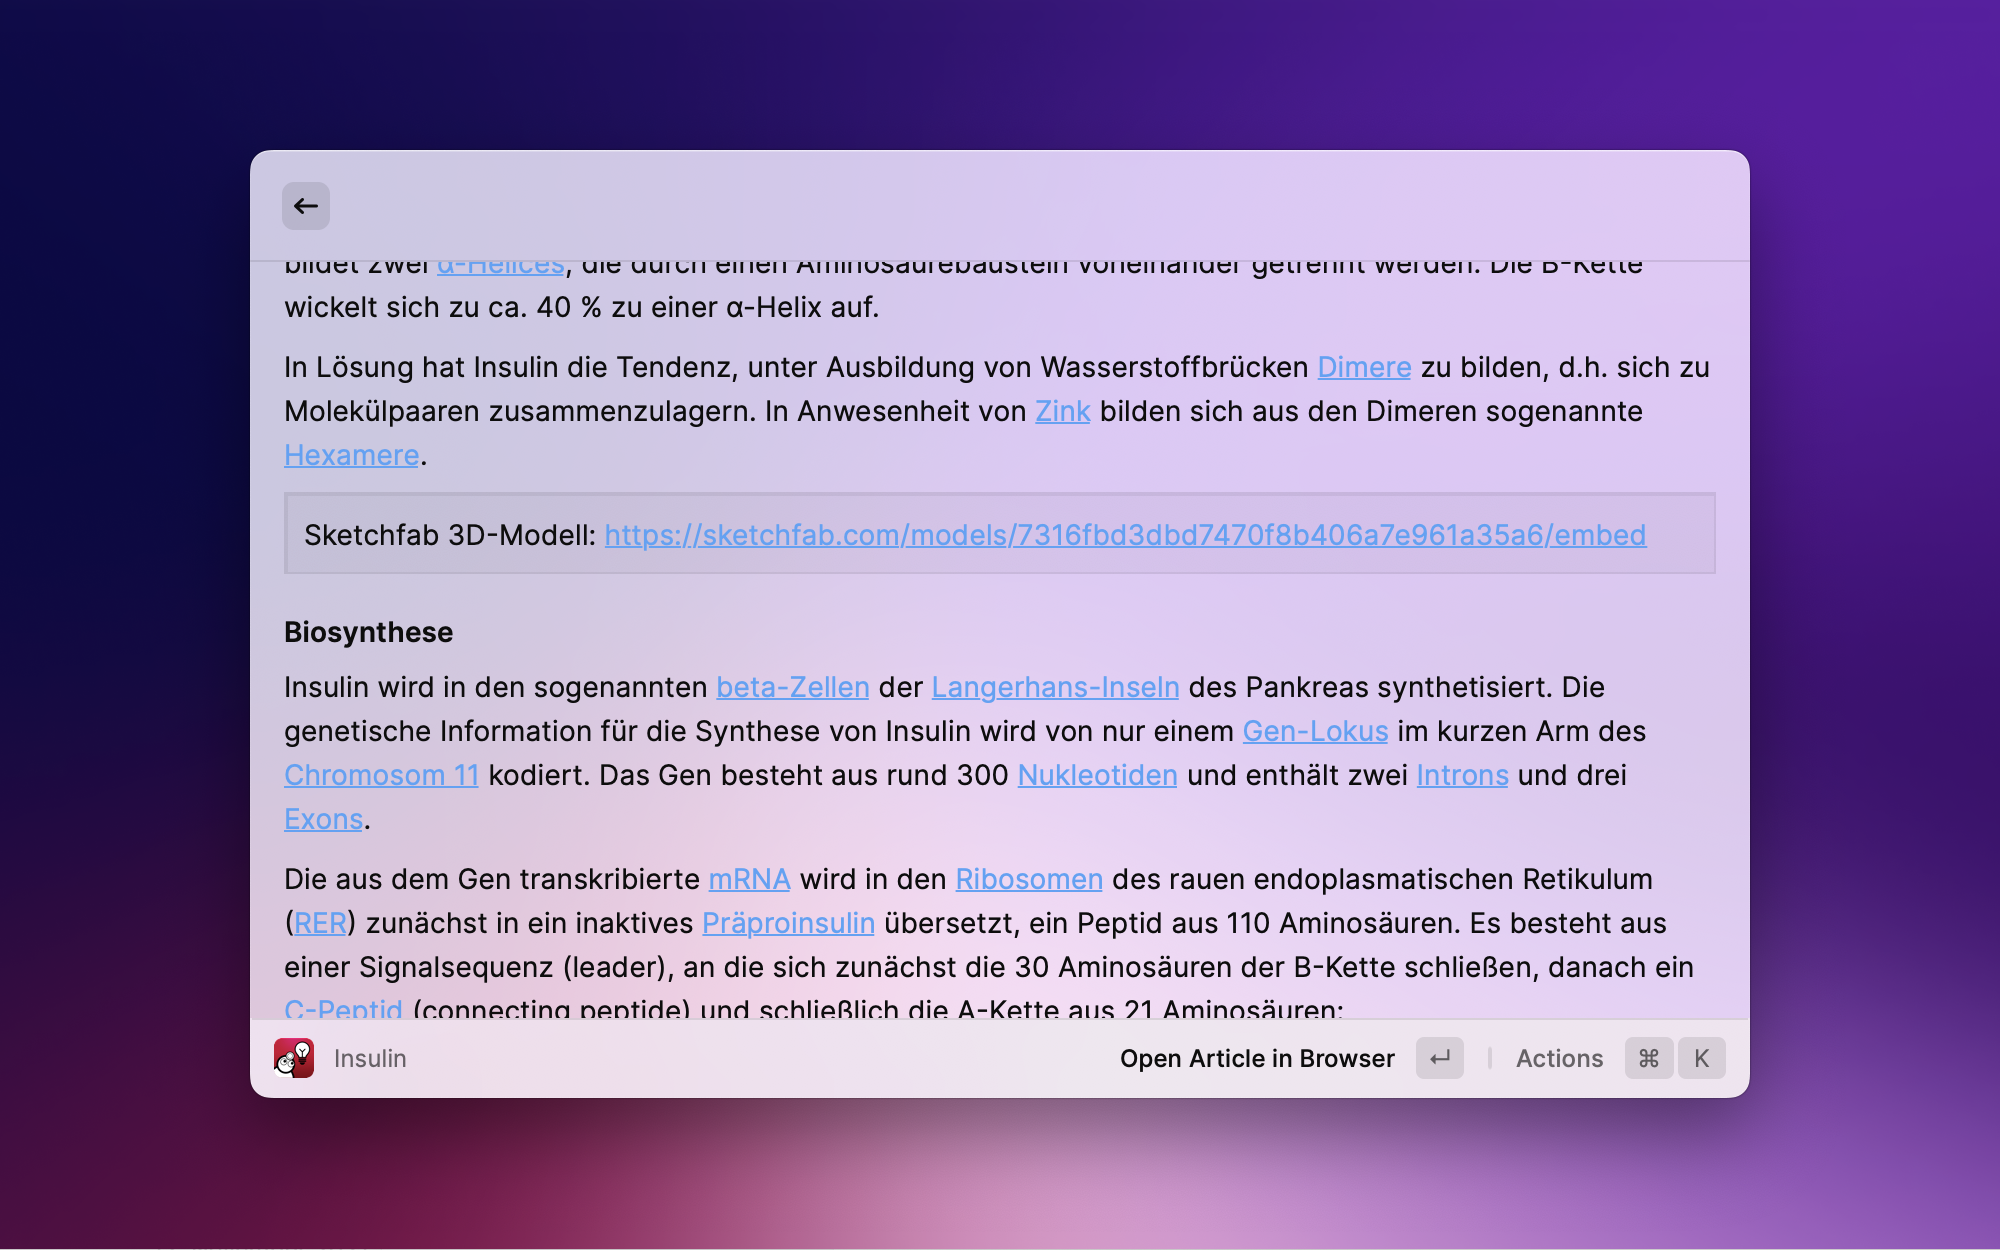 bildet zwei α-Helices, die durch einen Aminosäurebaustein voneinander getrennt werden. Die B-Kette
wickelt sich zu ca. 40 % zu einer α-Helix auf.
In Lösung hat Insulin die Tendenz, unter Ausbildung von Wasserstoffbrücken Dimere zu bilden, d.h. sich zu
Molekülpaaren zusammenzulagern. In Anwesenheit von Zink bilden sich aus den Dimeren sogenannte
Hexamere.
Sketchfab 3D-Modell: https://sketchfab.com/models/7316fbd3dbd7470f8b406a7e961a35a6/embed
Biosynthese
Insulin wird in den sogenannten beta-Zellen der Langerhans-Inseln des Pankreas synthetisiert. Die
genetische Information für die Synthese von Insulin wird von nur einem Gen-Lokus im kurzen Arm des
Chromosom 11 kodiert. Das Gen besteht aus rund 300 Nukleotiden und enthält zwei Introns und drei
Exons.
Die aus dem Gen transkribierte mRNA wird in den Ribosomen des rauen endoplasmatischen Retikulum
(RER) zunächst in ein inaktives Präproinsulin übersetzt, ein Peptid aus 110 Aminosäuren. Es besteht aus
einer Signalsequenz (leader), an die sich zunächst die 30 Aminosäuren der B-Kette schließen, danach ein
C-Peptid (connecting peptide) und schließlich die A-Kette aus 21 Aminosäuren:
Insulin
Open Article in Browser ↵ Actions ⌘ K